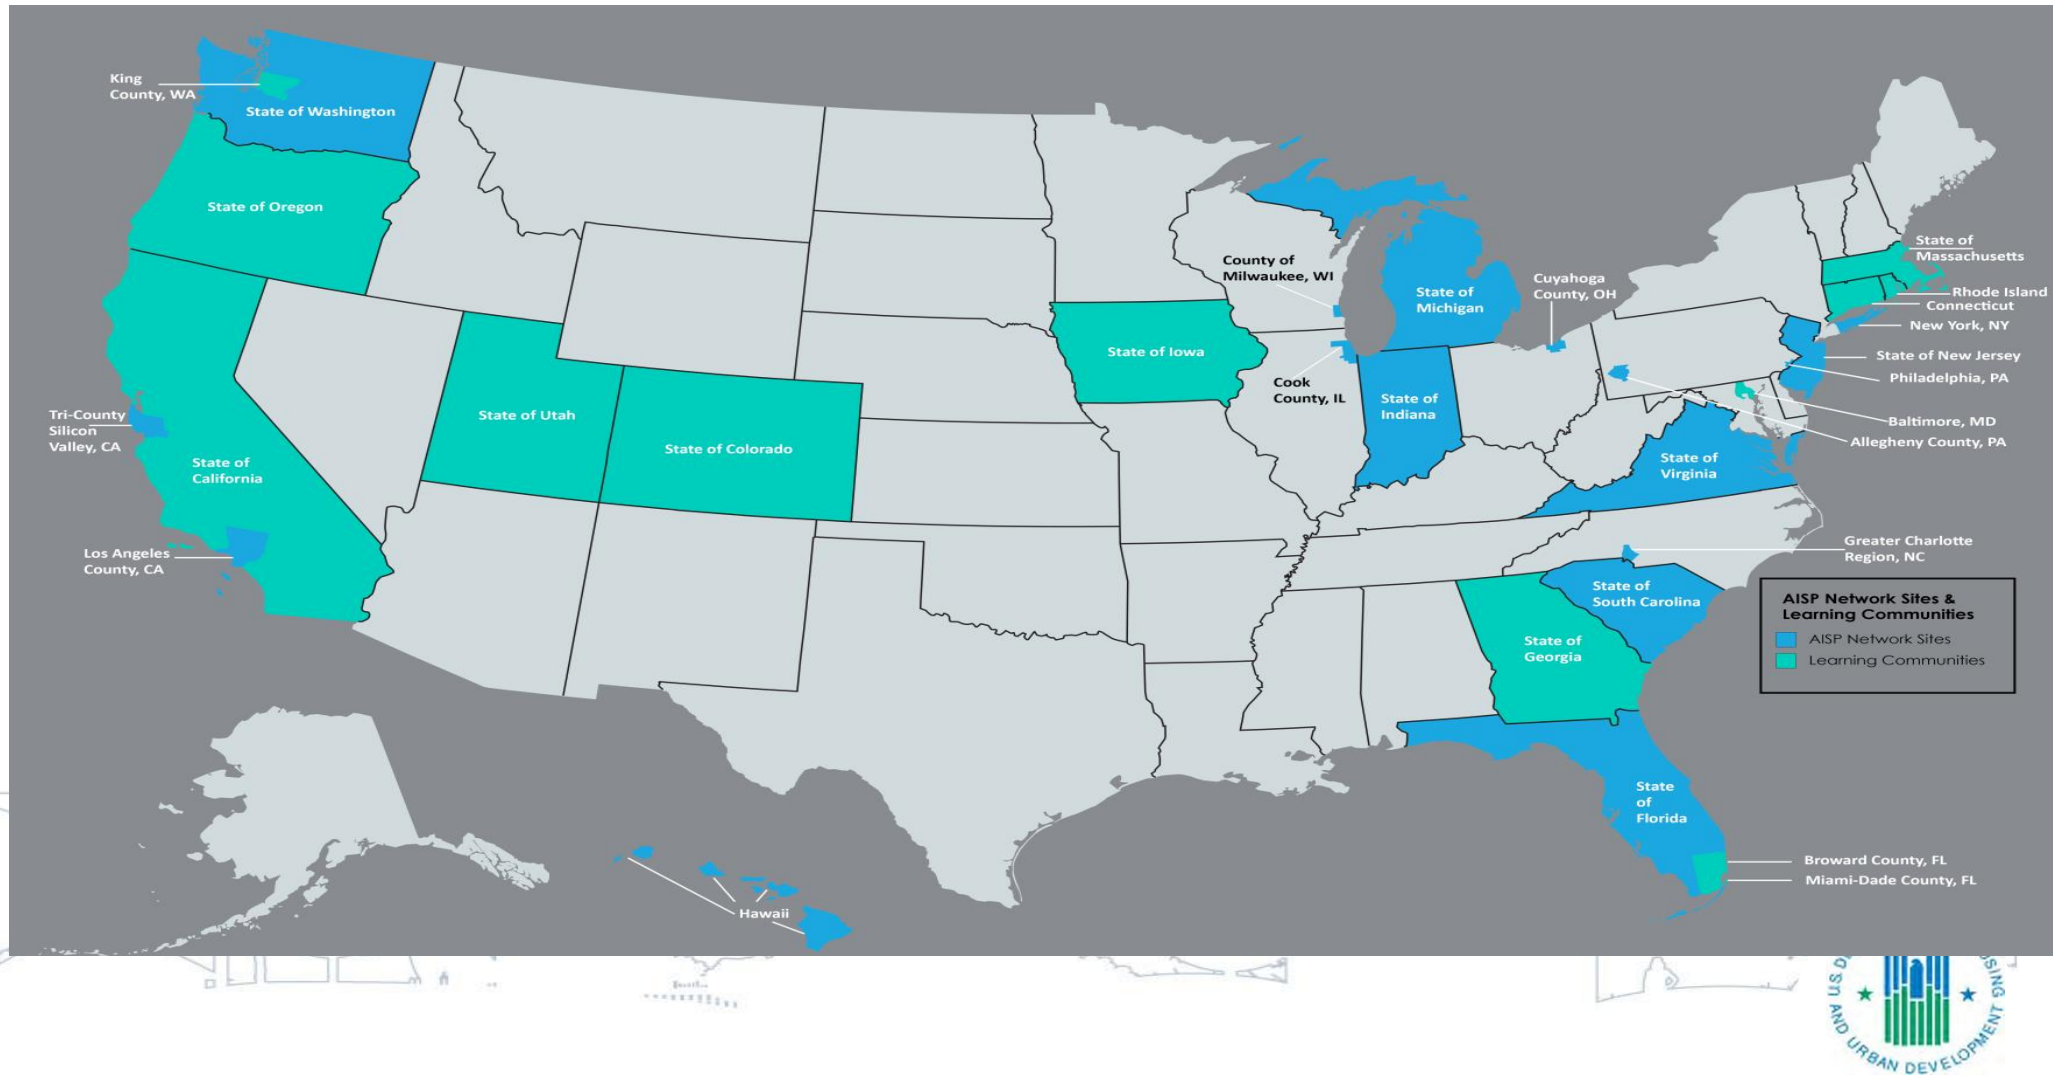 King
County, WA
State of Washington
State of Oregon
Tri-County
Silicon
Valley, CA
State of
California
Los Angeles
County, CA
State of Utah
State of Colorado
State of Iowa
County of
Milwaukee, WI
Cook
County, IL
State of
Michigan
State of
Indiana
Cuyahoga
County, OH
State of
Massachusetts
Rhode Island
Connecticut
New York, NY
State of New Jersey
Philadelphia, PA
Baltimore, MD
Allegheny County, PA
State of
Virginia
Greater Charlotte
Region, NC
State of
South Carolina
State of
Georgia
State
of
Florida
Broward County, FL
Miami-Dade County, FL
Hawaii
AISP Network Sites &
Learning Communities
AISP Network Sites
Learning Communities
U.S.
AND URBAN DEVELOPMENT